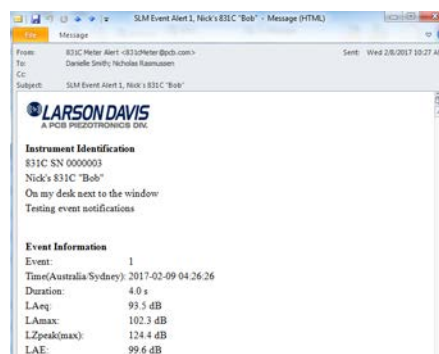 SLM Event Alert 1, Nick's 831C "Bob" - Message (HTML)
File Message
From: 831C Meter Alert <831cMeter@pcb.com> Sent: Wed 2/8/2017 10:27 AM
To: Danielle Smith; Nicholas Rasmussen
Cc:
Subject: SLM Event Alert 1, Nick's 831C "Bob"
LARSON DAVIS
A PCB PIEZOTRONICS DIV.
Instrument Identification
831C SN 0000003
Nick's 831C "Bob"
On my desk next to the window
Testing event notifications
Event Information
Event: 1
Time(Australia/Sydney): 2017-02-09 04:26:26
Duration: 4.0 s
LAeq: 93.5 dB
LAmax: 102.3 dB
LZpeak(max): 124.4 dB
LAE: 99.6 dB